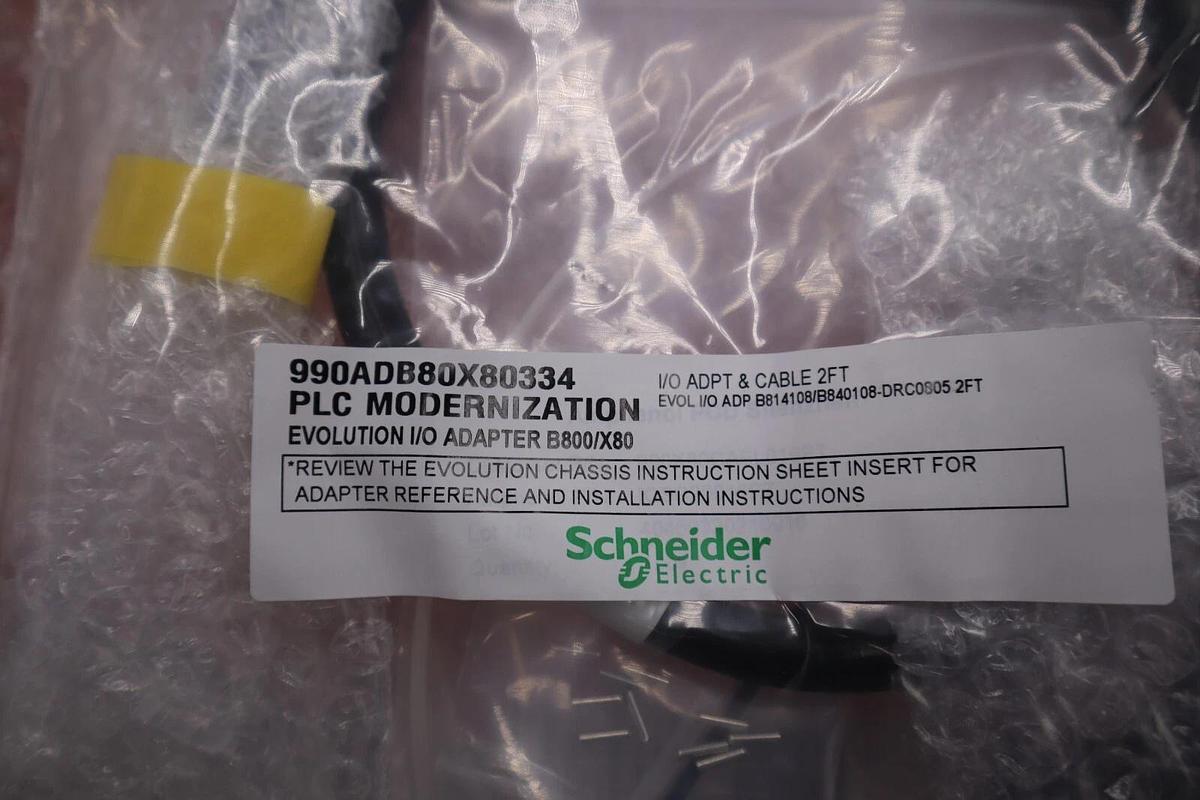 990ADB80X80334
PLC MODERNIZATION
EVOLUTION I/O ADAPTER B800/X80
I/O ADPT & CABLE 2FT
EVOL I/O ADP B814108/B840108-DRC0805 2FT
*REVIEW THE EVOLUTION CHASSIS INSTRUCTION SHEET INSERT FOR
ADAPTER REFERENCE AND INSTALLATION INSTRUCTIONS
Schneider
Electric